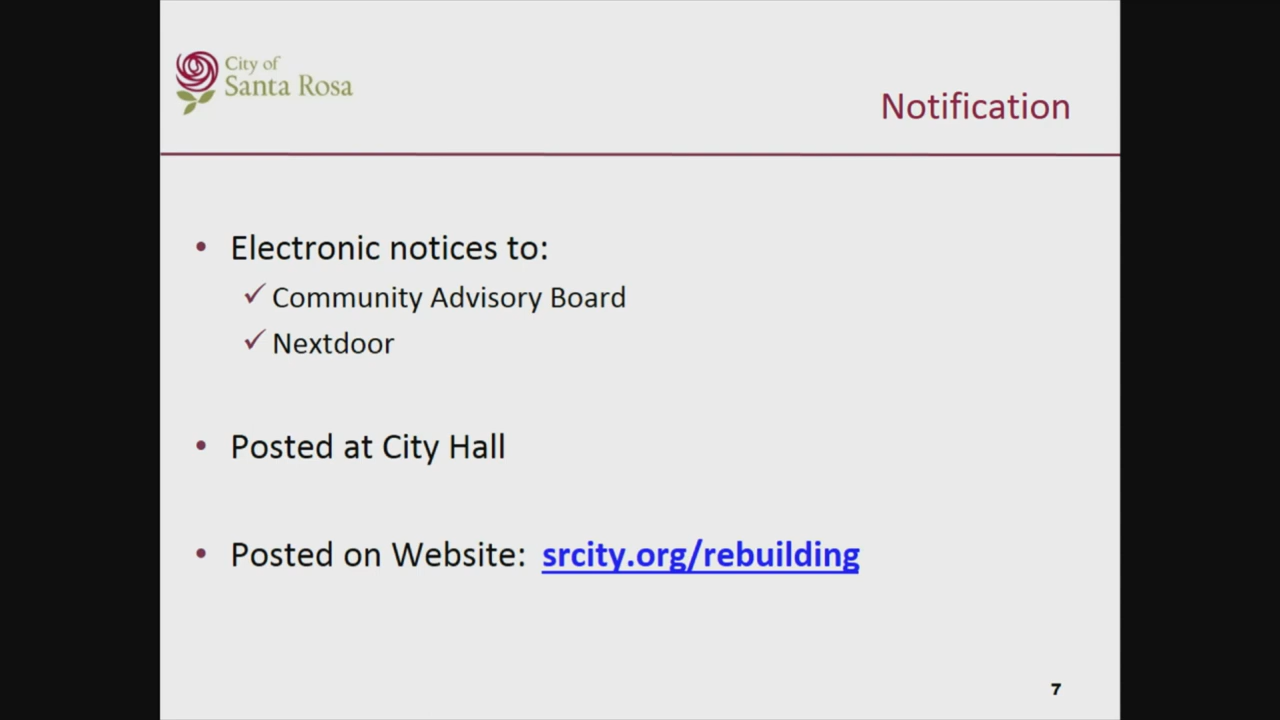 City of
Santa Rosa
Notification
• Electronic notices to:
✓ Community Advisory Board
✓ Nextdoor
• Posted at City Hall
• Posted on Website: srcity.org/rebuilding
7